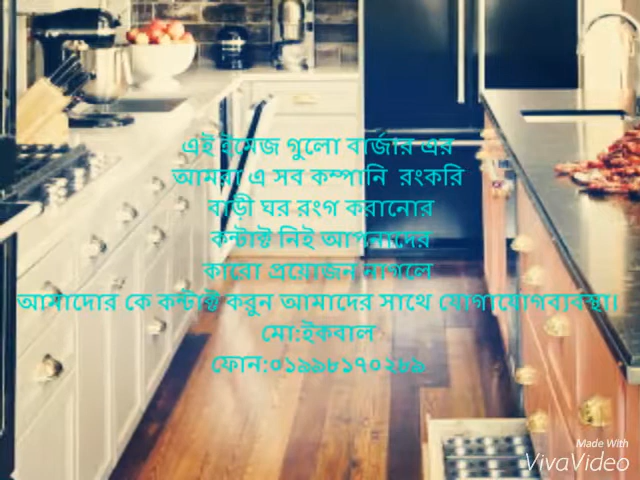 এই ইমেজ গুলো বার্জার এর
আমরা এ সব কম্পানি রংকরি
বাড়ী ঘর রংগ করানোর
কন্টাক্ট নিই আপনাদের
কারো প্রয়োজন লাগলে
আমাদোর কে কন্টাক্ট করুন আমাদের সাথে যোগাযোগব্যবস্থা।
মো:ইকবাল
ফোন:০১৯৯৮১৭০২৮৯
Made With
VivaVideo